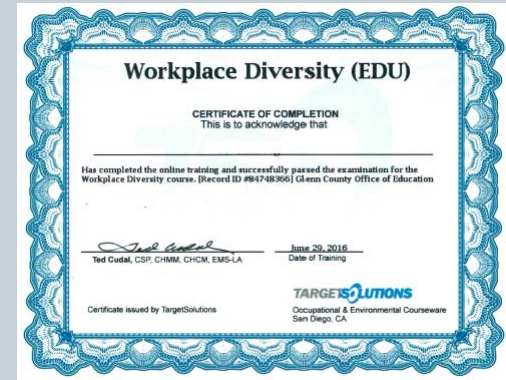 Workplace Diversity (EDU)
CERTIFICATE OF COMPLETION
This is to acknowledge that
Has completed the online training and successfully passed the examination for the
Workplace Diversity course. [Record ID #84748366] Glenn County Office of Education
Ted Cudal
June 29, 2016
Ted Cudal, CSP, CHMM, CHCM, EMS-LA
Date of Training
TARGETSOLUTIONS
Certificate issued by TargetSolutions
Occupational & Environmental Courseware
San Diego, CA